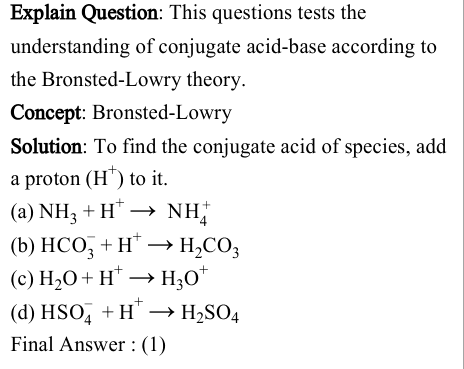 Explain Question: This questions tests the
understanding of conjugate acid-base according to
the Bronsted-Lowry theory.
Concept: Bronsted-Lowry
Solution: To find the conjugate acid of species, add
a proton (H⁺) to it.
(a) NH₃ + H⁺ → NH₄⁺
(b) HCO₃⁻ + H⁺ → H₂CO₃
(c) H₂O + H⁺ → H₃O⁺
(d) HSO₄⁻ + H⁺ → H₂SO₄
Final Answer : (1)